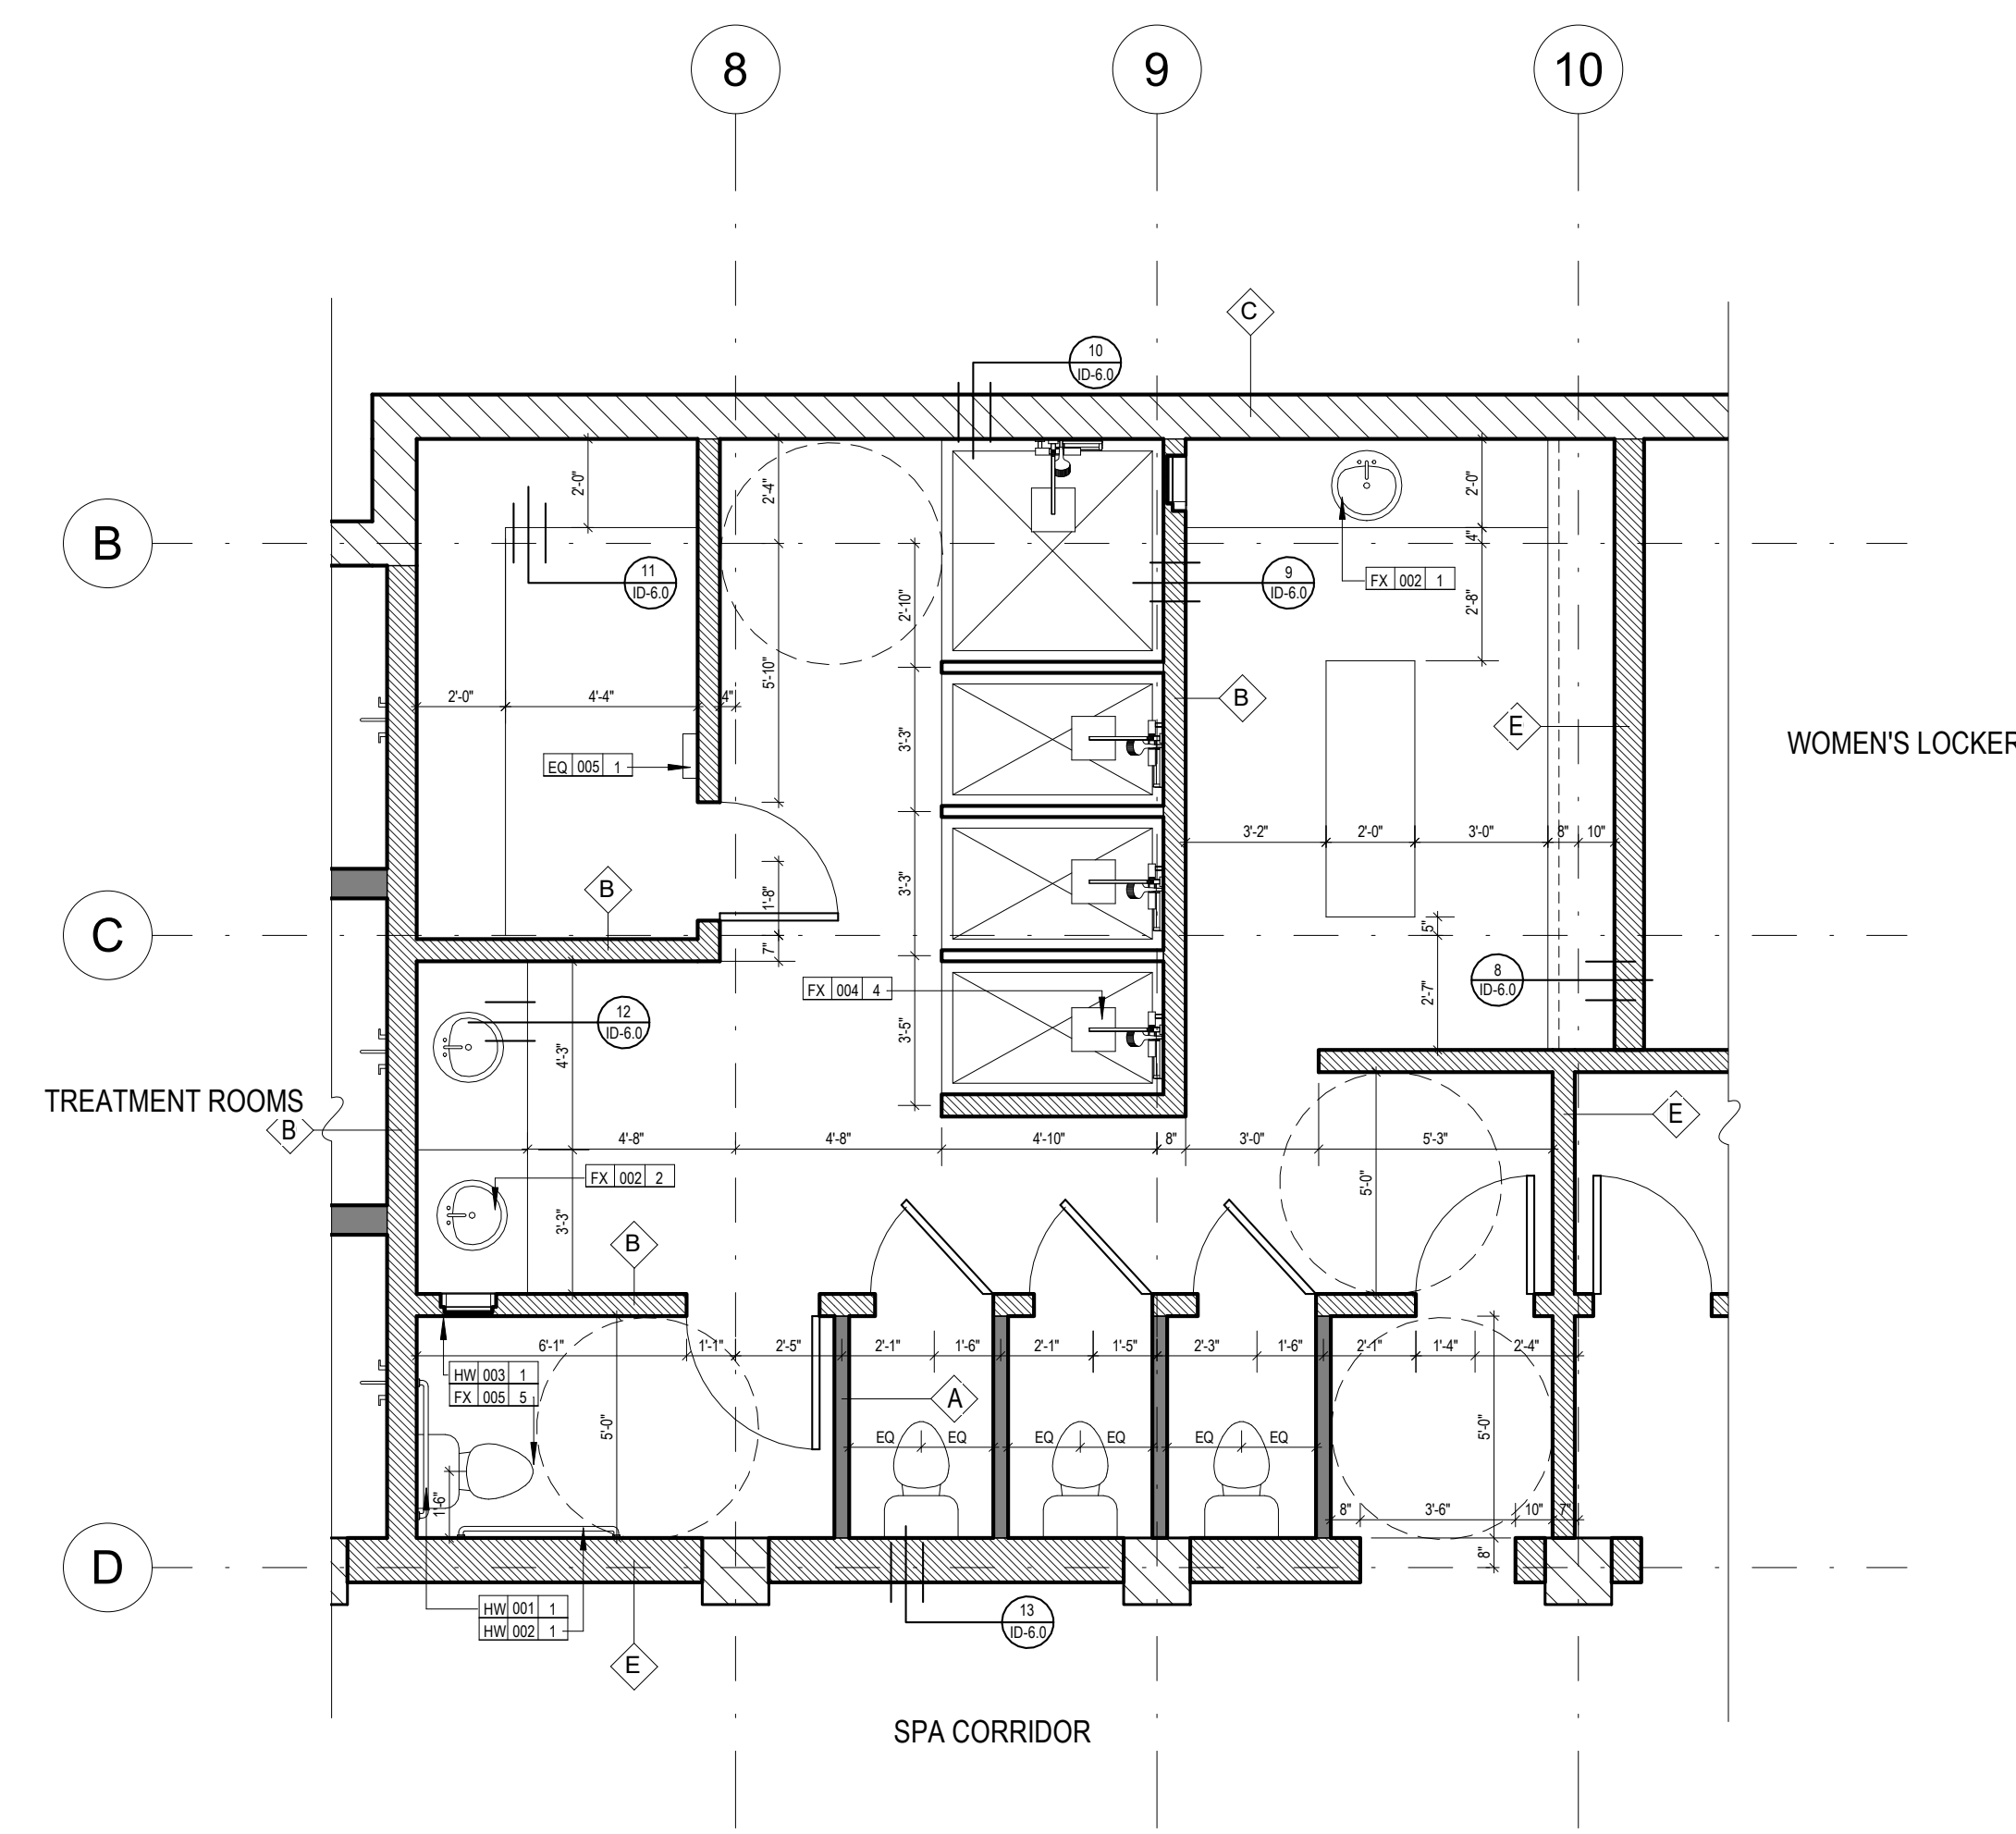 8
9
10
C
10
ID-6.0
2'-0"
2'-4"
2'-0"
B
4"
11
ID-6.0
9
ID-6.0
FX 002 1
2'-10"
2'-8"
5'-10"
2'-0"
4'-4"
4"
B
E
3'-3"
WOMEN'S LOCKER
EQ 005 1
3'-2"
2'-0"
3'-0"
8"
10"
B
1'-8"
3'-3"
C
7"
5"
8
ID-6.0
FX 004 4
2'-7"
12
ID-6.0
3'-5"
4'-3"
TREATMENT ROOMS
B
E
4'-8"
4'-8"
4'-10"
8"
3'-0"
5'-3"
FX 002 2
5'-0"
3'-3"
B
6'-1"
1'-1"
2'-5"
2'-1"
1'-6"
2'-1"
1'-5"
2'-3"
1'-6"
2'-1"
1'-4"
2'-4"
HW 003 1
FX 005 5
A
5'-0"
5'-0"
EQ
EQ
EQ
EQ
EQ
EQ
1'-6"
8"
3'-6"
10"
7"
D
8"
HW 001 1
HW 002 1
13
ID-6.0
E
SPA CORRIDOR